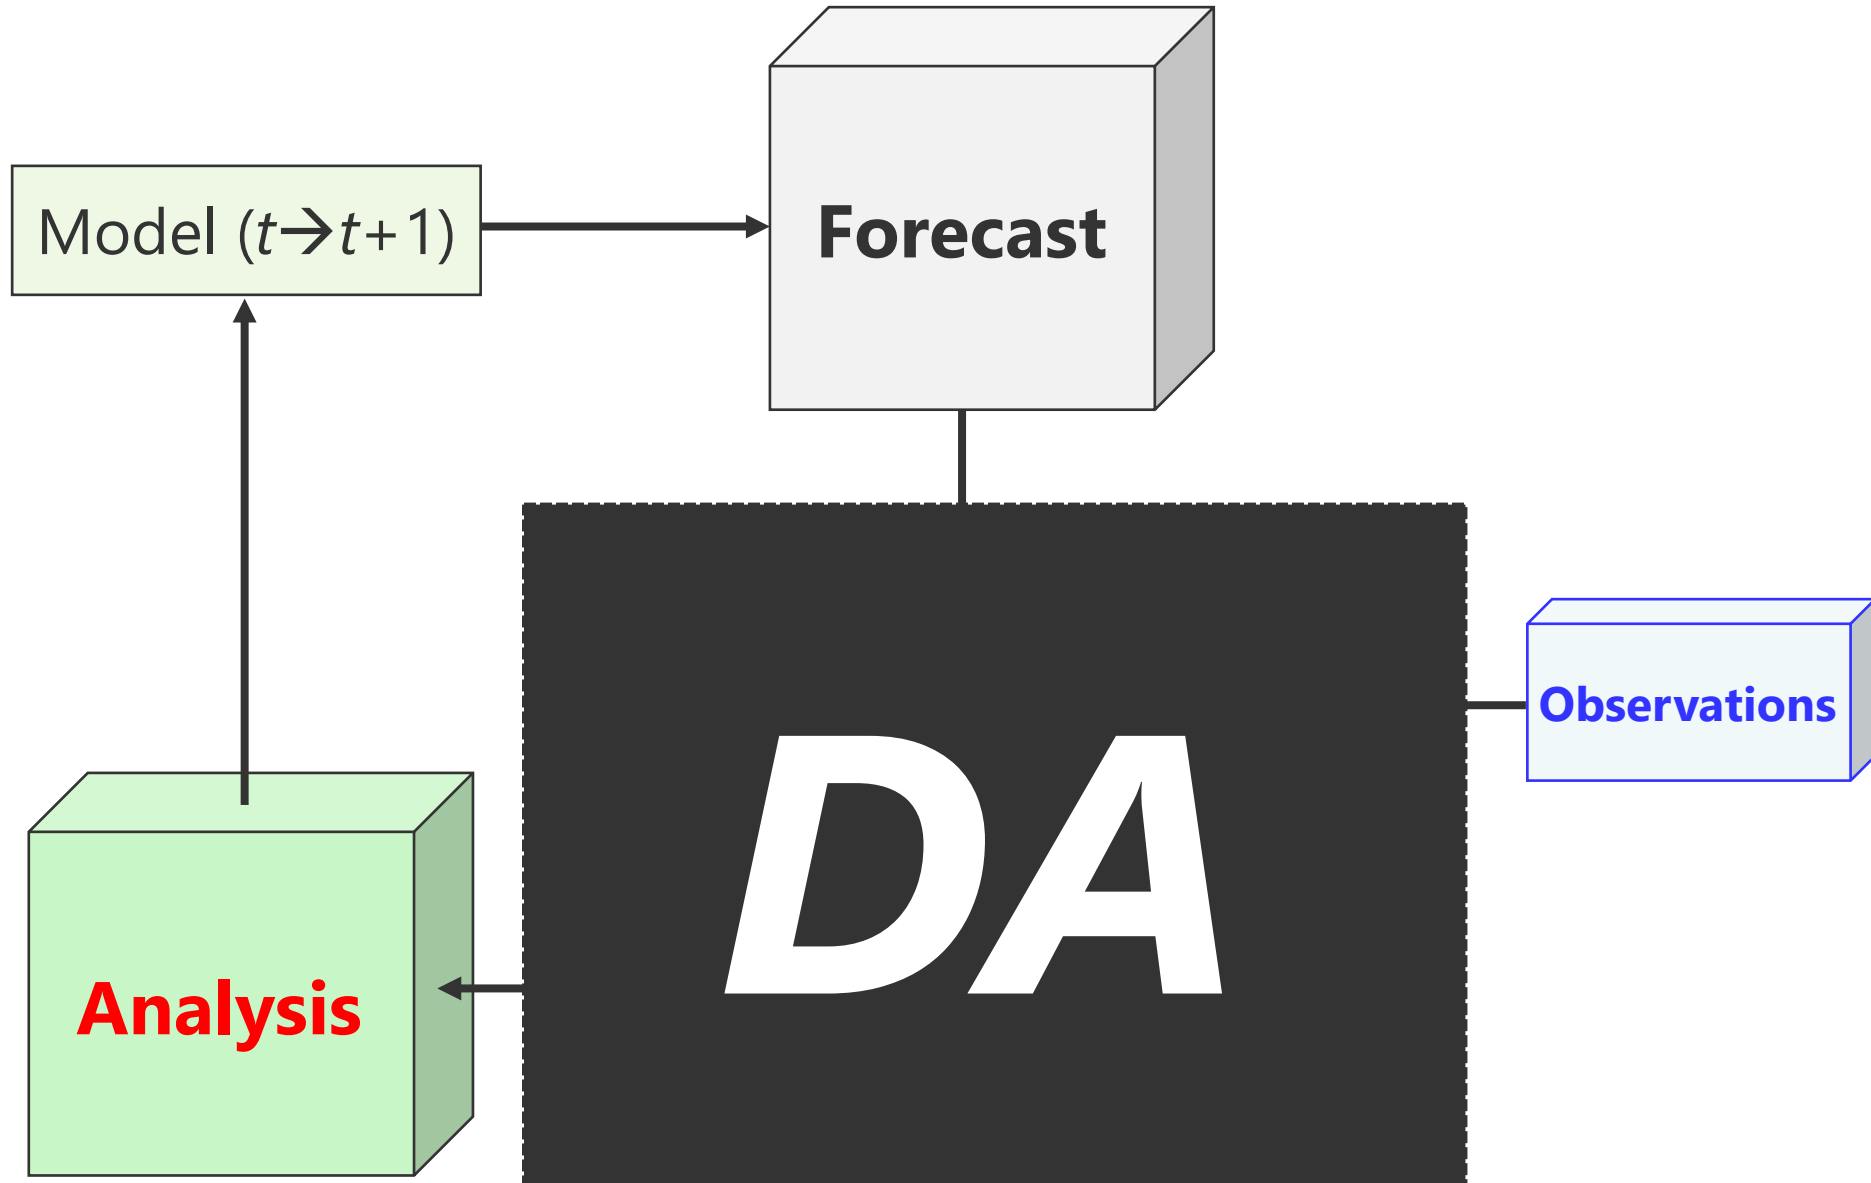 Forecast
Model (t→t+1)
Observations
DA
Analysis